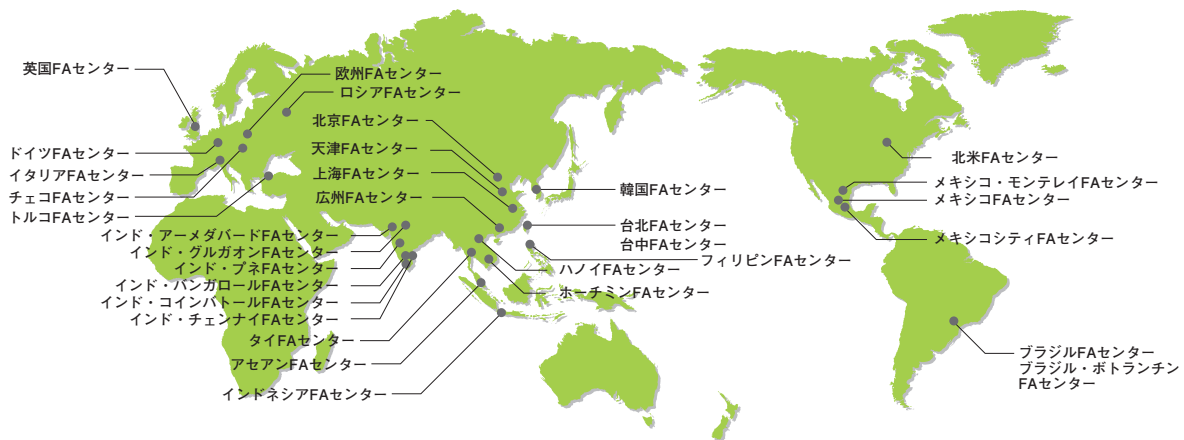 英国FAセンター
ドイツFAセンター
イタリアFAセンター
チェコFAセンター
トルコFAセンター
欧州FAセンター
ロシアFAセンター
北京FAセンター
天津FAセンター
上海FAセンター
広州FAセンター
インド・アーメダバードFAセンター
インド・グルガオンFAセンター
インド・プネFAセンター
インド・バンガロールFAセンター
インド・コインバトールFAセンター
インド・チェンナイFAセンター
タイFAセンター
アセアンFAセンター
インドネシアFAセンター
韓国FAセンター
台北FAセンター
台中FAセンター
フィリピンFAセンター
ハノイFAセンター
ホーチミンFAセンター
北米FAセンター
メキシコ・モンテレイFAセンター
メキシコFAセンター
メキシコシティFAセンター
ブラジルFAセンター
ブラジル・ボトランチン
FAセンター